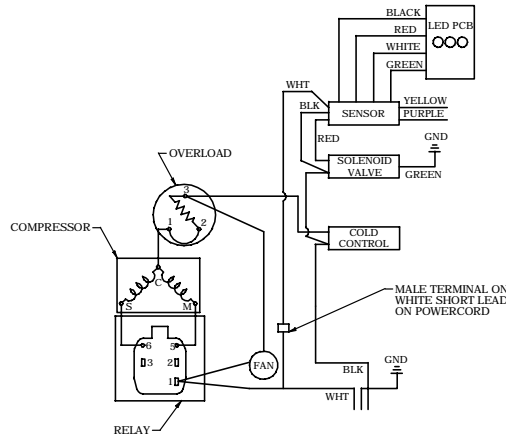 BLACK
LED PCB
RED
WHITE
GREEN
WHT
BLK
SENSOR
YELLOW
PURPLE
RED
GND
OVERLOAD
SOLENOID
VALVE
GREEN
3
1
2
COMPRESSOR
COLD
CONTROL
C
S
M
MALE TERMINAL ON
WHITE SHORT LEAD
ON POWERCORD
6
5
3
2
1
FAN
BLK
GND
WHT
RELAY